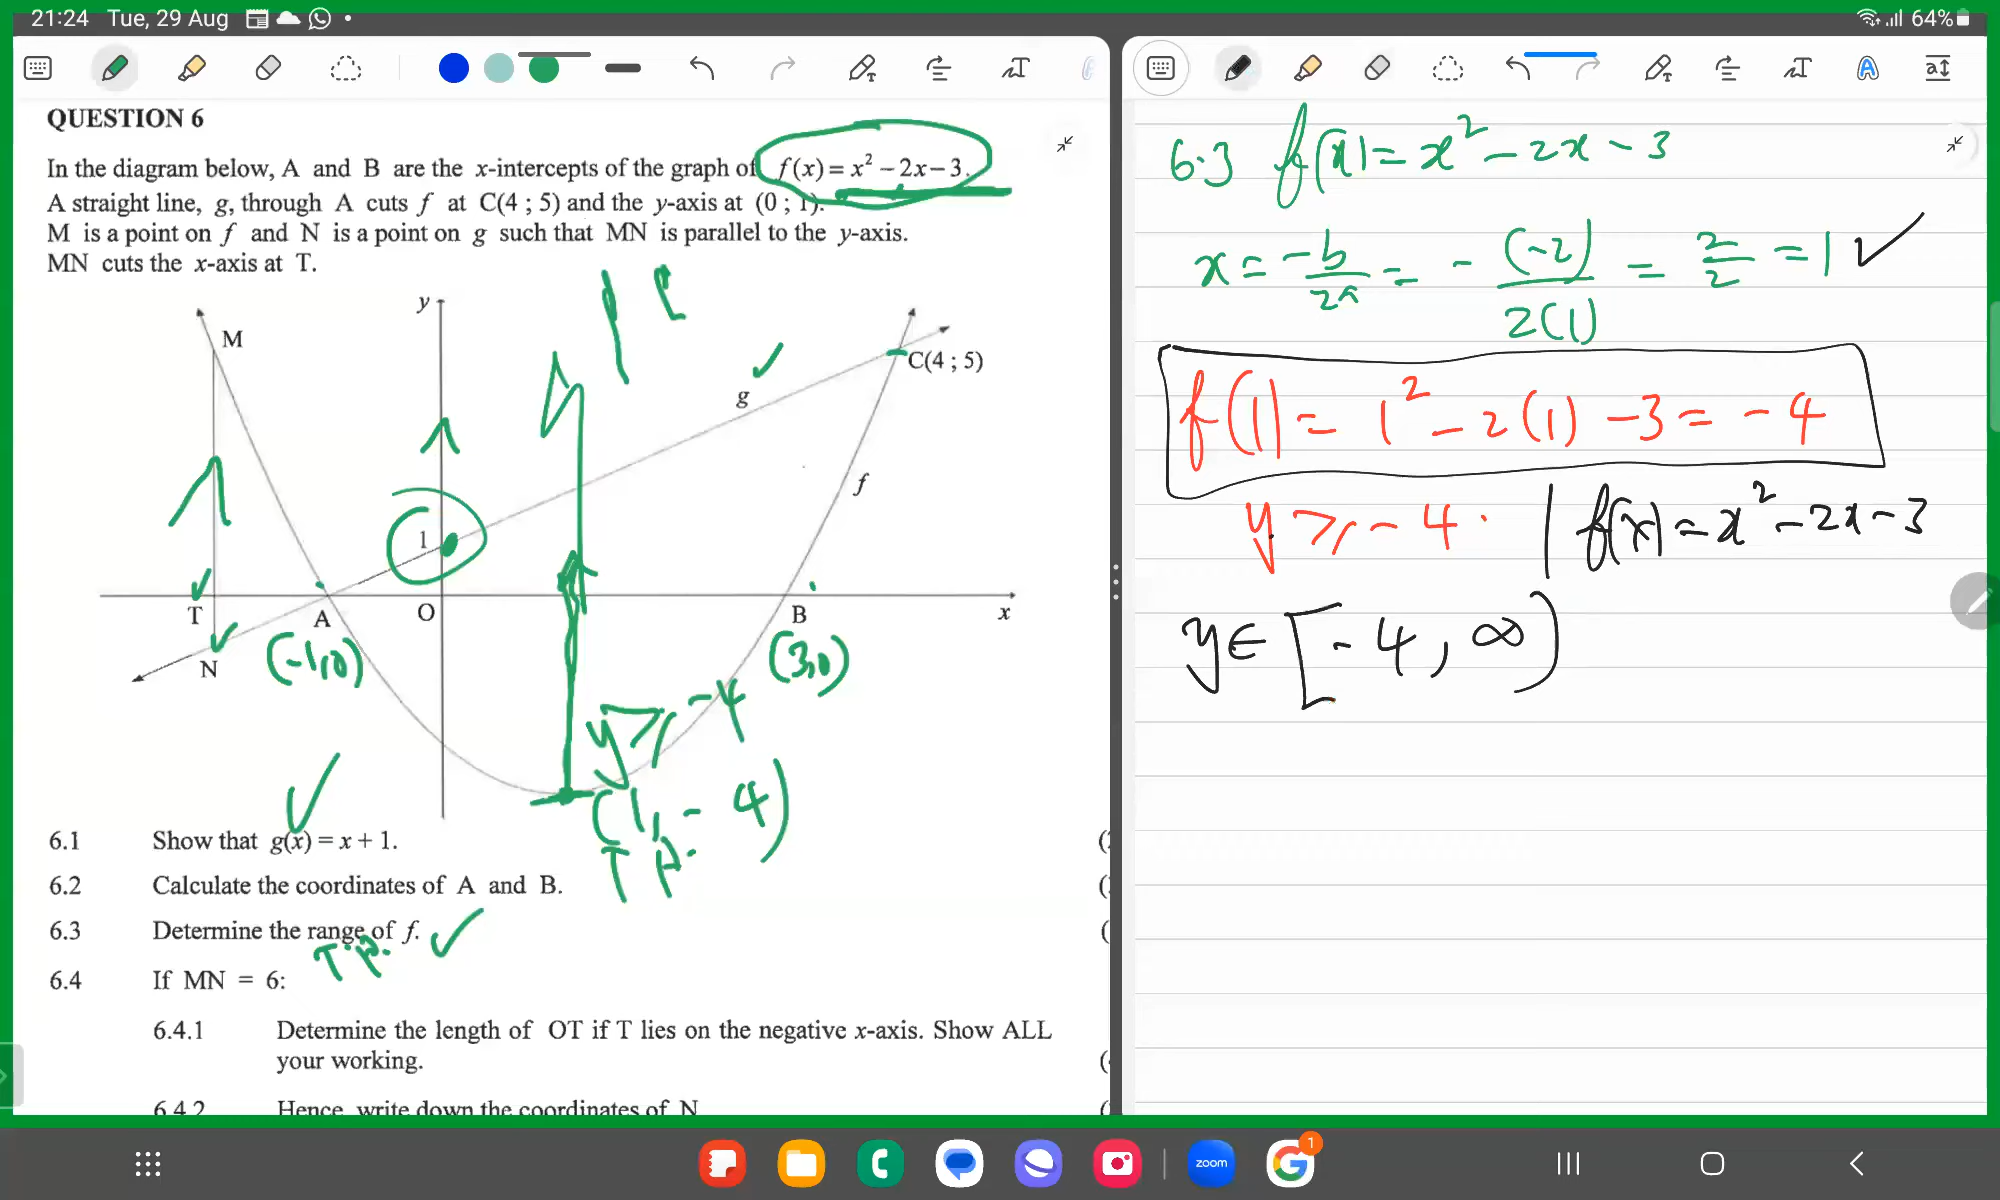 21:24 Tue, 29 Aug
64%
QUESTION 6
In the diagram below, A and B are the x-intercepts of the graph of f(x) = x² − 2x − 3.
A straight line, g, through A cuts f at C(4 ; 5) and the y-axis at (0 ; 1).
M is a point on f and N is a point on g such that MN is parallel to the y-axis.
MN cuts the x-axis at T.
y
M
C(4 ; 5)
g
f
1
T
A
O
B
x
N
(-1,0)
(3,0)
y ≥ -4
(1, -4)
T P.
6.1 Show that g(x) = x + 1.
6.2 Calculate the coordinates of A and B.
6.3 Determine the range of f.
T.P.
6.4 If MN = 6:
6.4.1 Determine the length of OT if T lies on the negative x-axis. Show ALL
your working.
6.4.2 Hence, write down the coordinates of N
6.3 f(x) = x² - 2x - 3
x = -b/2a = -(-2)/2(1) = 2/2 = 1 ✓
f(1) = 1² - 2(1) - 3 = -4
y ≥ -4. | f(x) = x² - 2x - 3
y ∈ [-4, ∞)
zoom
1